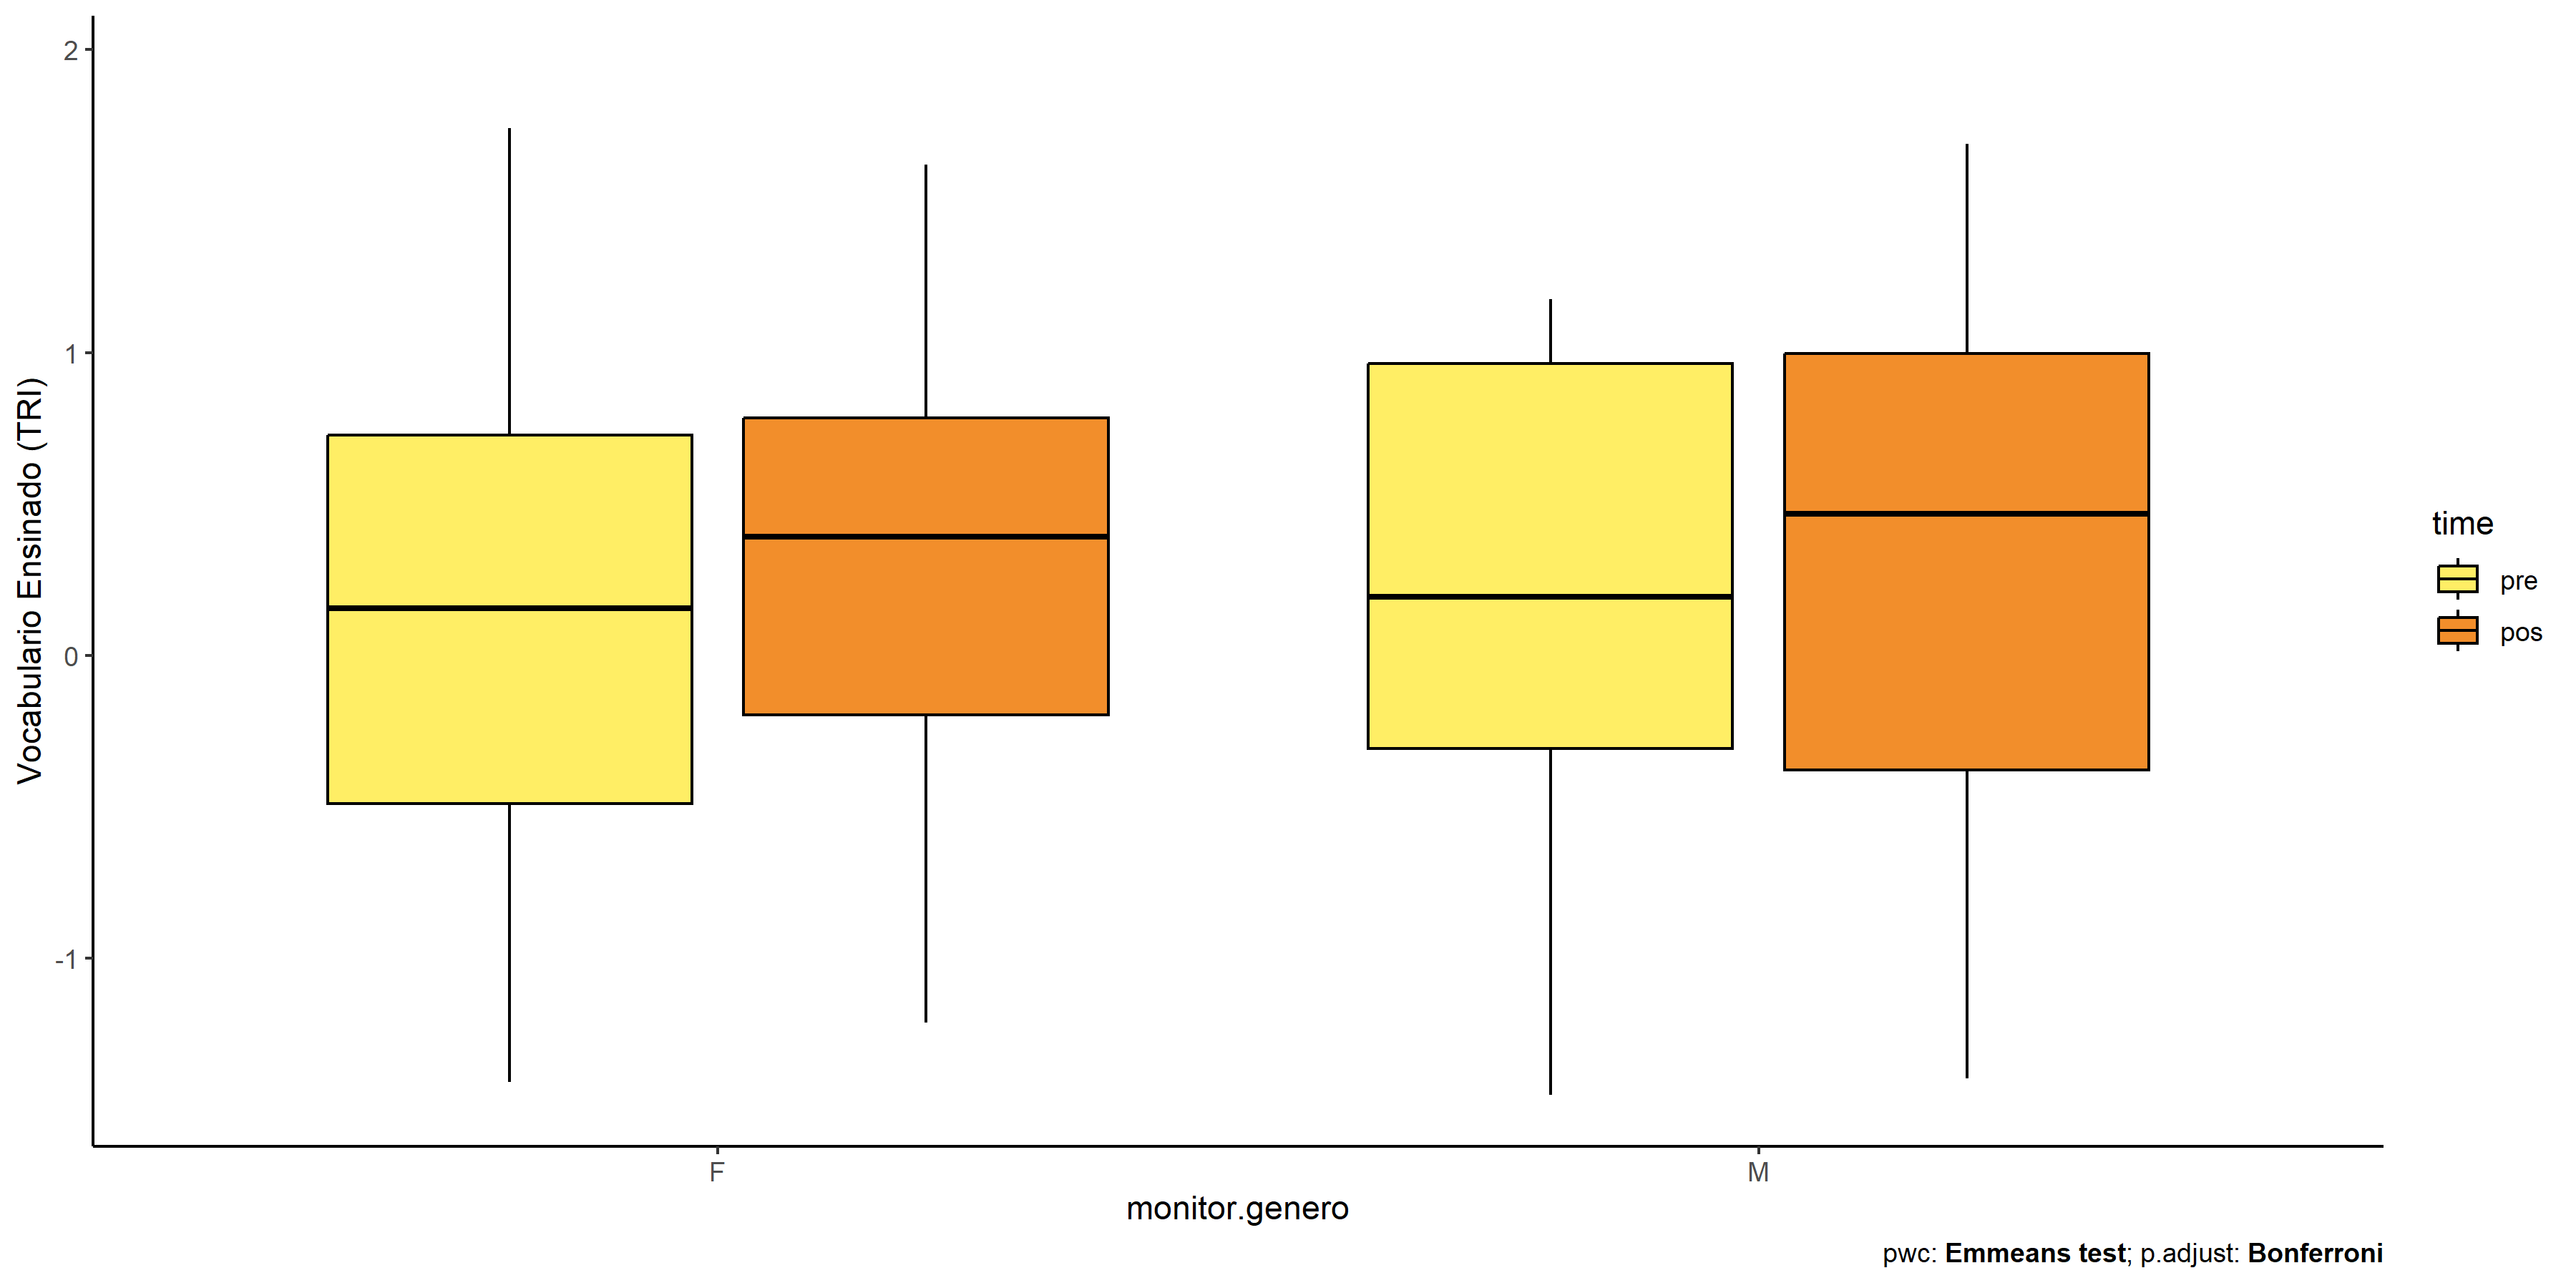 Vocabulario Ensinado (TRI)
2
1
0
-1
F
M
monitor.genero
time
pre
pos
pwc: Emmeans test; p.adjust: Bonferroni